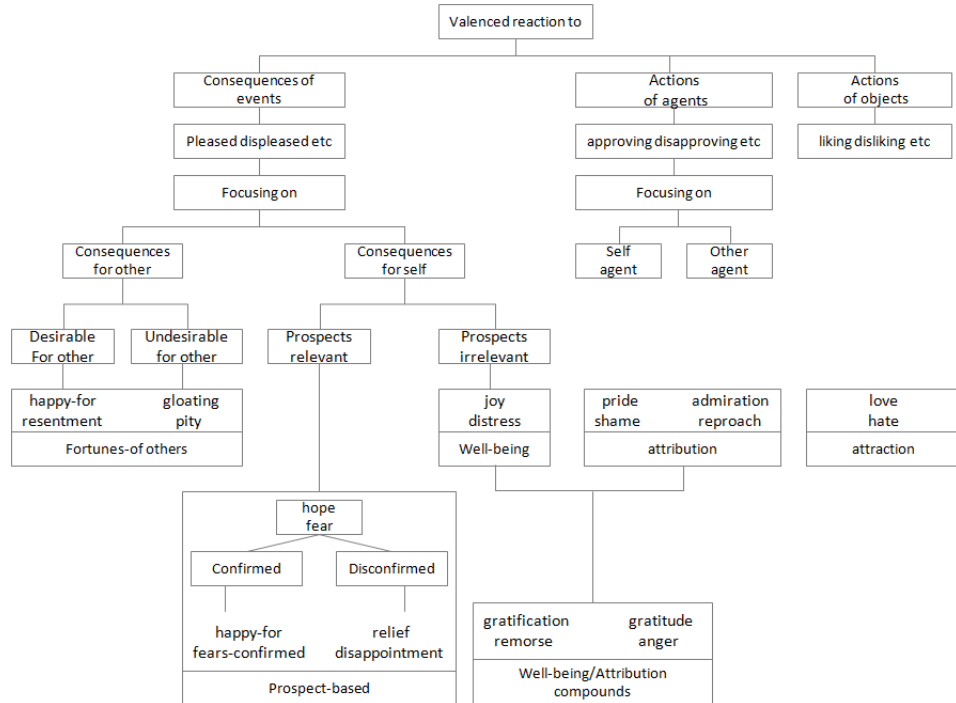 Valenced reaction to
Consequences of
events
Actions
of agents
Actions
of objects
Pleased displeased etc
approving disapproving etc
liking disliking etc
Focusing on
Focusing on
Consequences
for other
Consequences
for self
Self
agent
Other
agent
Desirable
For other
Undesirable
for other
Prospects
relevant
Prospects
irrelevant
happy-for
resentment
gloating
pity
Fortunes-of others
joy
distress
Well-being
pride
shame
admiration
reproach
attribution
love
hate
attraction
hope
fear
Confirmed
Disconfirmed
happy-for
fears-confirmed
relief
disappointment
Prospect-based
gratification
remorse
gratitude
anger
Well-being/Attribution
compounds